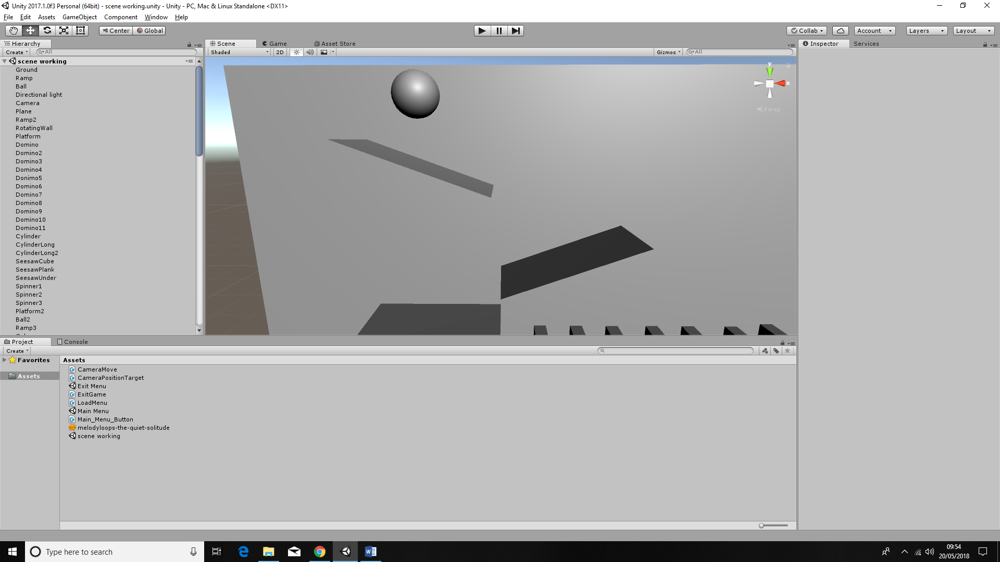 Unity 2017.1.0f3 Personal (64bit) - scene working.unity - Unity - PC, Mac & Linux Standalone <DX11>
File Edit Assets GameObject Component Window Help
Center Global Collab Account Layers Layout
Hierarchy
Create All
scene working
Ground
Ramp
Ball
Directional light
Camera
Plane
Ramp2
RotatingWall
Platform
Domino
Domino2
Domino3
Domino4
Donimo5
Domino6
Domino7
Domino8
Domino9
Domino10
Domino11
Cylinder
CylinderLong
CylinderLong2
SeesawCube
SeesawPlank
SeesawUnder
Spinner1
Spinner2
Spinner3
Platform2
Ball2
Ramp3
Scene Game Asset Store
Shaded 2D Gizmos All
y
x
Persp
Inspector Services
Project Console
Create
Favorites
Assets
Assets
CameraMove
CameraPositionTarget
Exit Menu
ExitGame
LoadMenu
Main Menu
Main_Menu_Button
melodyloops-the-quiet-solitude
scene working
Type here to search
09:54
20/05/2018